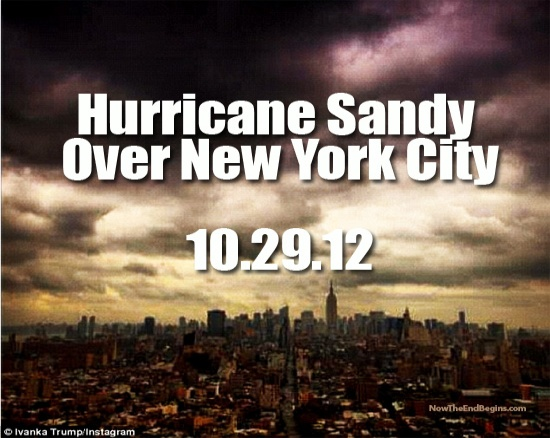 Hurricane Sandy
Over New York City
10.29.12
NowTheEndBegins.com
© Ivanka Trump/Instagram